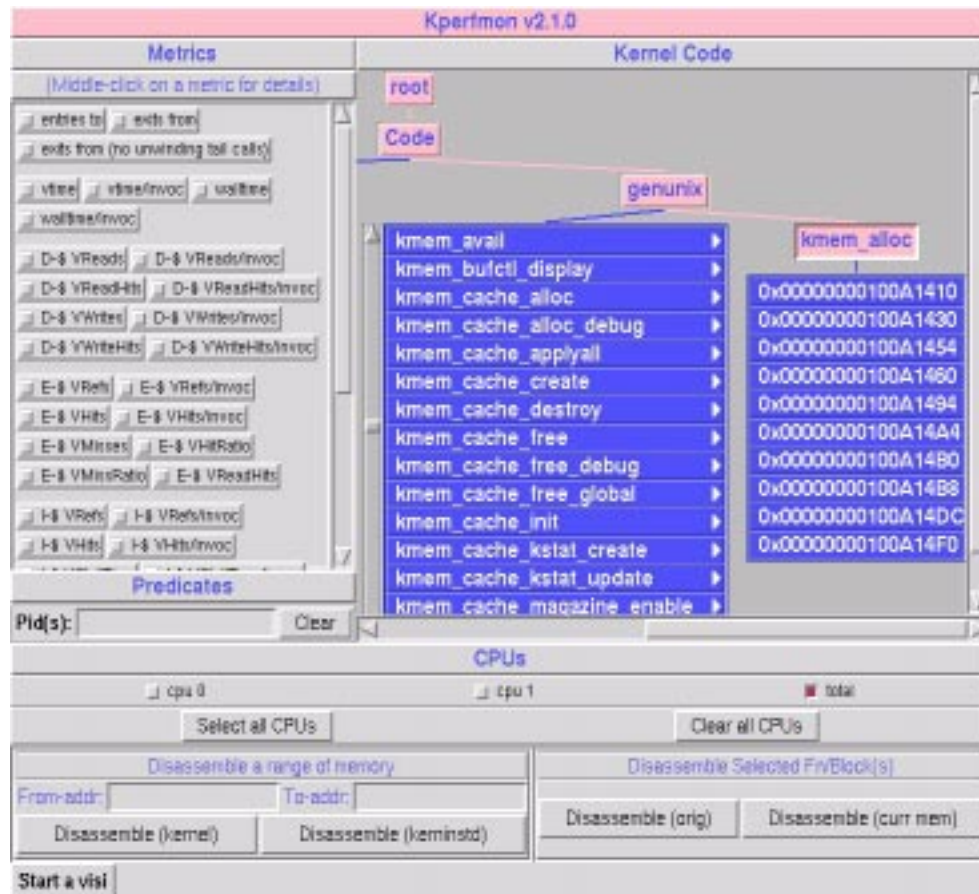 Kperfmon v2.1.0
Metrics
(Middle-click on a metric for details)
entries to exits from
exits from (no unwinding tail calls)
vtime vtime/invoc walltime
walltime/invoc
D-$ VReads D-$ VReads/invoc
D-$ VReadHits D-$ VReadHits/invoc
D-$ VWrites D-$ VWrites/invoc
D-$ VWriteHits D-$ VWriteHits/invoc
E-$ VRefs E-$ VRefs/invoc
E-$ VHits E-$ VHits/invoc
E-$ VMisses E-$ VHitRatio
E-$ VMissRatio E-$ VReadHits
I-$ VRefs I-$ VRefs/invoc
I-$ VHits I-$ VHits/invoc
Predicates
Pid(s): Clear
Kernel Code
root
Code
genunix
kmem_avail
kmem_bufctl_display
kmem_cache_alloc
kmem_cache_alloc_debug
kmem_cache_applyall
kmem_cache_create
kmem_cache_destroy
kmem_cache_free
kmem_cache_free_debug
kmem_cache_free_global
kmem_cache_init
kmem_cache_kstat_create
kmem_cache_kstat_update
kmem_cache_magazine_enable
kmem_alloc
0x00000000100A1410
0x00000000100A1430
0x00000000100A1454
0x00000000100A1460
0x00000000100A1494
0x00000000100A14A4
0x00000000100A14B0
0x00000000100A14B8
0x00000000100A14DC
0x00000000100A14F0
CPUs
cpu 0 cpu 1 total
Select all CPUs Clear all CPUs
Disassemble a range of memory
From-addr: To-addr:
Disassemble (kernel) Disassemble (kerninstd)
Disassemble Selected Fn/Block(s)
Disassemble (orig) Disassemble (curr mem)
Start a visi